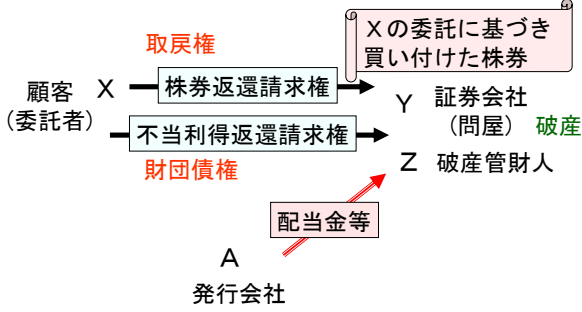 Xの委託に基づき
買い付けた株券
取戻権
顧客
(委託者)
X
株券返還請求権
Y 証券会社
(問屋) 破産
不当利得返還請求権
財団債権
Z 破産管財人
配当金等
A
発行会社